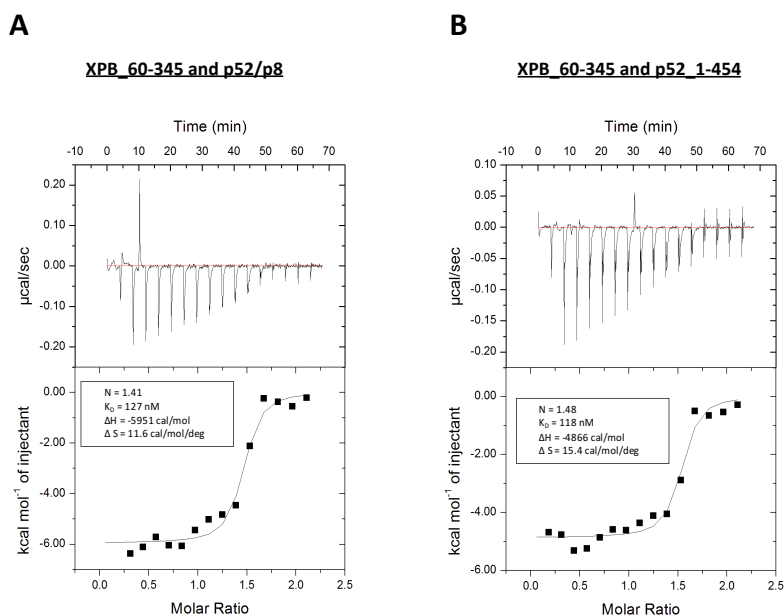 A
XPB_60-345 and p52/p8
Time (min)
-10 0 10 20 30 40 50 60 70
0.20
0.10
0.00
-0.10
-0.20
µcal/sec
0.00
-2.00
-4.00
-6.00
kcal mol⁻¹ of injectant
N = 1.41
K_D = 127 nM
ΔH = -5951 cal/mol
Δ S = 11.6 cal/mol/deg
0.0 0.5 1.0 1.5 2.0 2.5
Molar Ratio
B
XPB_60-345 and p52_1-454
Time (min)
-10 0 10 20 30 40 50 60 70 80
0.10
0.05
0.00
-0.05
-0.10
-0.15
-0.20
µcal/sec
0.00
-2.00
-4.00
-6.00
kcal mol⁻¹ of injectant
N = 1.48
K_D = 118 nM
ΔH = -4866 cal/mol
Δ S = 15.4 cal/mol/deg
0.0 0.5 1.0 1.5 2.0 2.5
Molar Ratio